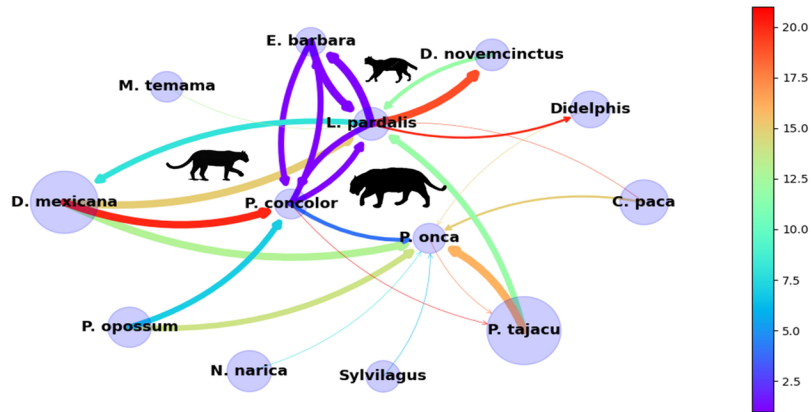 E. barbara
D. novemcinctus
M. temama
Didelphis
L. pardalis
D. mexicana
P. concolor
C. paca
P. onca
P. opossum
P. tajacu
N. narica
Sylvilagus
20.0
17.5
15.0
12.5
10.0
7.5
5.0
2.5